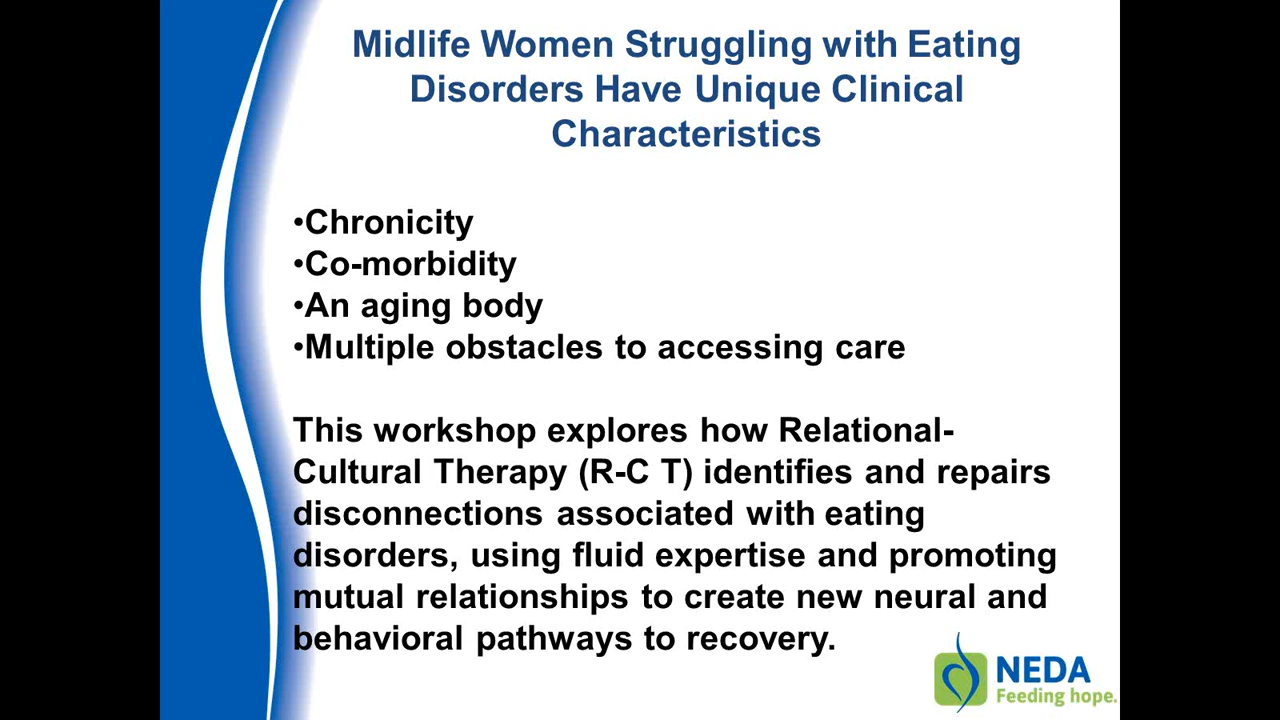 Midlife Women Struggling with Eating
Disorders Have Unique Clinical
Characteristics
•Chronicity
•Co-morbidity
•An aging body
•Multiple obstacles to accessing care
This workshop explores how Relational-
Cultural Therapy (R-C T) identifies and repairs
disconnections associated with eating
disorders, using fluid expertise and promoting
mutual relationships to create new neural and
behavioral pathways to recovery.
NEDA
Feeding hope.